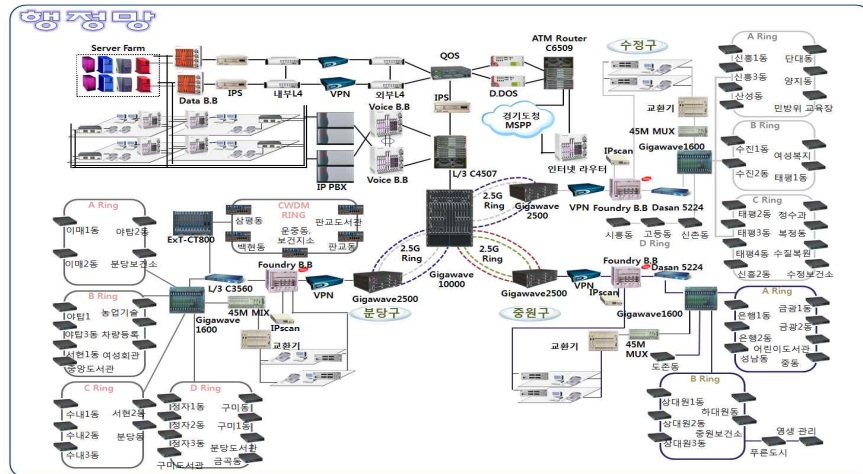 행정망
Server Farm
Data B.B
IPS
내부L4
VPN
외부L4
QOS
ATM Router
C6509
D.DOS
IPS
경기도청
MSPP
인터넷 라우터
Voice B.B
Voice B.B
IP PBX
L/3 C4507
수정구
교환기
45M MUX
IPscan
Gigawave1600
VPN
Foundry B.B
Dasan 5224
2.5G
Ring
Gigawave
2500
시흥동
고등동
신촌동
D Ring
A Ring
신흥1동
단대동
신흥3동
양지동
산성동
민방위 교육장
B Ring
수진1동
여성복지
수진2동
태평1동
C Ring
태평2동
정수과
태평3동
복정동
태평4동
수질복원
신흥2동
수정보건소
A Ring
이매1동
야탑2동
이매2동
분당보건소
ExT-CT800
CWDM
RING
삼평동
판교도서관
운중동,
보건지소
백현동
판교동
Foundry B.B
L/3 C3560
VPN
2.5G
Ring
Gigawave2500
분당구
Gigawave
10000
2.5G
Ring
Gigawave2500
중원구
VPN
IPscan
Foundry B.B
Dasan 5224
Gigawave1600
교환기
45M
MUX
도촌동
B Ring
야탑1
농업기술
야탑3동
차량등록
서현1동
여성회관
중앙도서관
Gigawave
1600
45M MIX
IPscan
교환기
C Ring
수내1동
서현2동
수내2동
분당동
수내3동
D Ring
정자1동
구미동
정자2동
구미1동
정자3동
분당도서관
구미도서관
금곡동
A Ring
은행1동
금광1동
은행2동
금광2동
어린이도서관
성남동
중동
B Ring
상대원1동
하대원동
상대원2동
중원보건소
상대원3동
영생 관리
푸른도시